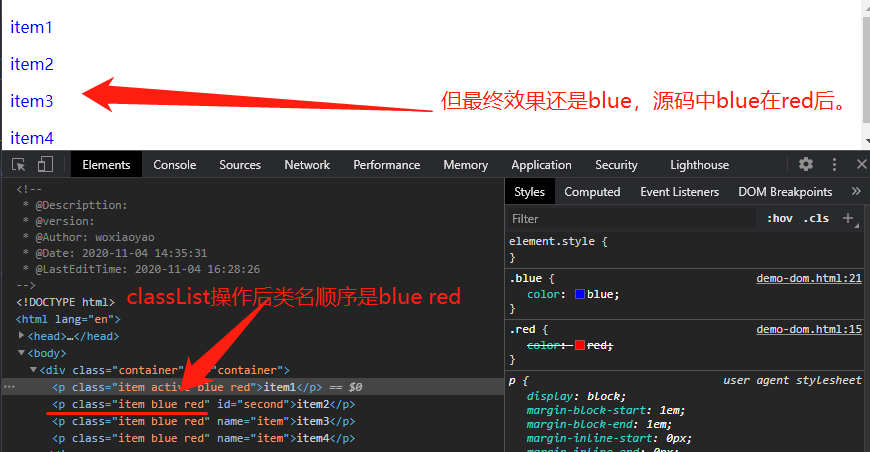 item1
item2
item3
但最终效果还是blue，源码中blue在red后。
item4
Elements Console Sources Network Performance Memory Application Security Lighthouse
<!--
* @Descripttion:
* @version:
* @Author: woxiaoyao
* @Date: 2020-11-04 14:35:31
* @LastEditTime: 2020-11-04 16:28:26
-->
<!DOCTYPE html>
classList操作后类名顺序是blue red
<html lang="en">
<head>…</head>
<body>
<div class="container" "container">
<p class="item active blue red">item1</p> == $0
<p class="item blue red" id="second">item2</p>
<p class="item blue red" name="item">item3</p>
<p class="item blue red" name="item">item4</p>
Styles Computed Event Listeners DOM Breakpoints »
Filter :hov .cls +
element.style {
}
.blue { demo-dom.html:21
color: blue;
}
.red { demo-dom.html:15
color: red;
}
p { user agent stylesheet
display: block;
margin-block-start: 1em;
margin-block-end: 1em;
margin-inline-start: 0px;
margin-inline-end: 0px;